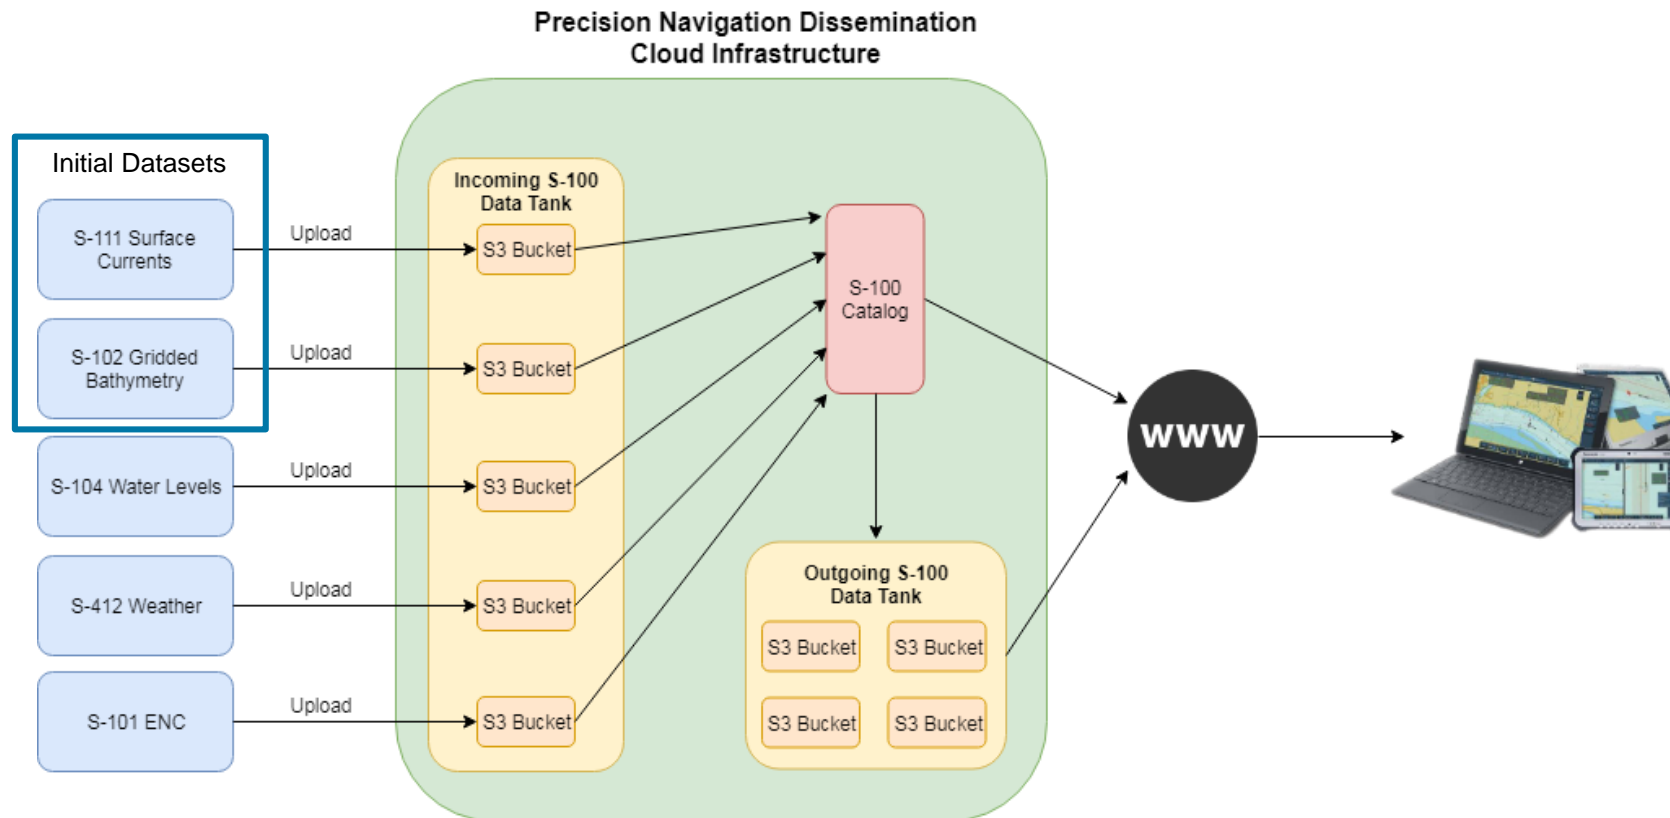 Precision Navigation Dissemination
Cloud Infrastructure
Initial Datasets
S-111 Surface
Currents
Upload
S-102 Gridded
Bathymetry
Upload
S-104 Water Levels
Upload
S-412 Weather
Upload
S-101 ENC
Upload
Incoming S-100
Data Tank
S3 Bucket
S3 Bucket
S3 Bucket
S3 Bucket
S3 Bucket
S-100
Catalog
Outgoing S-100
Data Tank
S3 Bucket
S3 Bucket
S3 Bucket
S3 Bucket
www